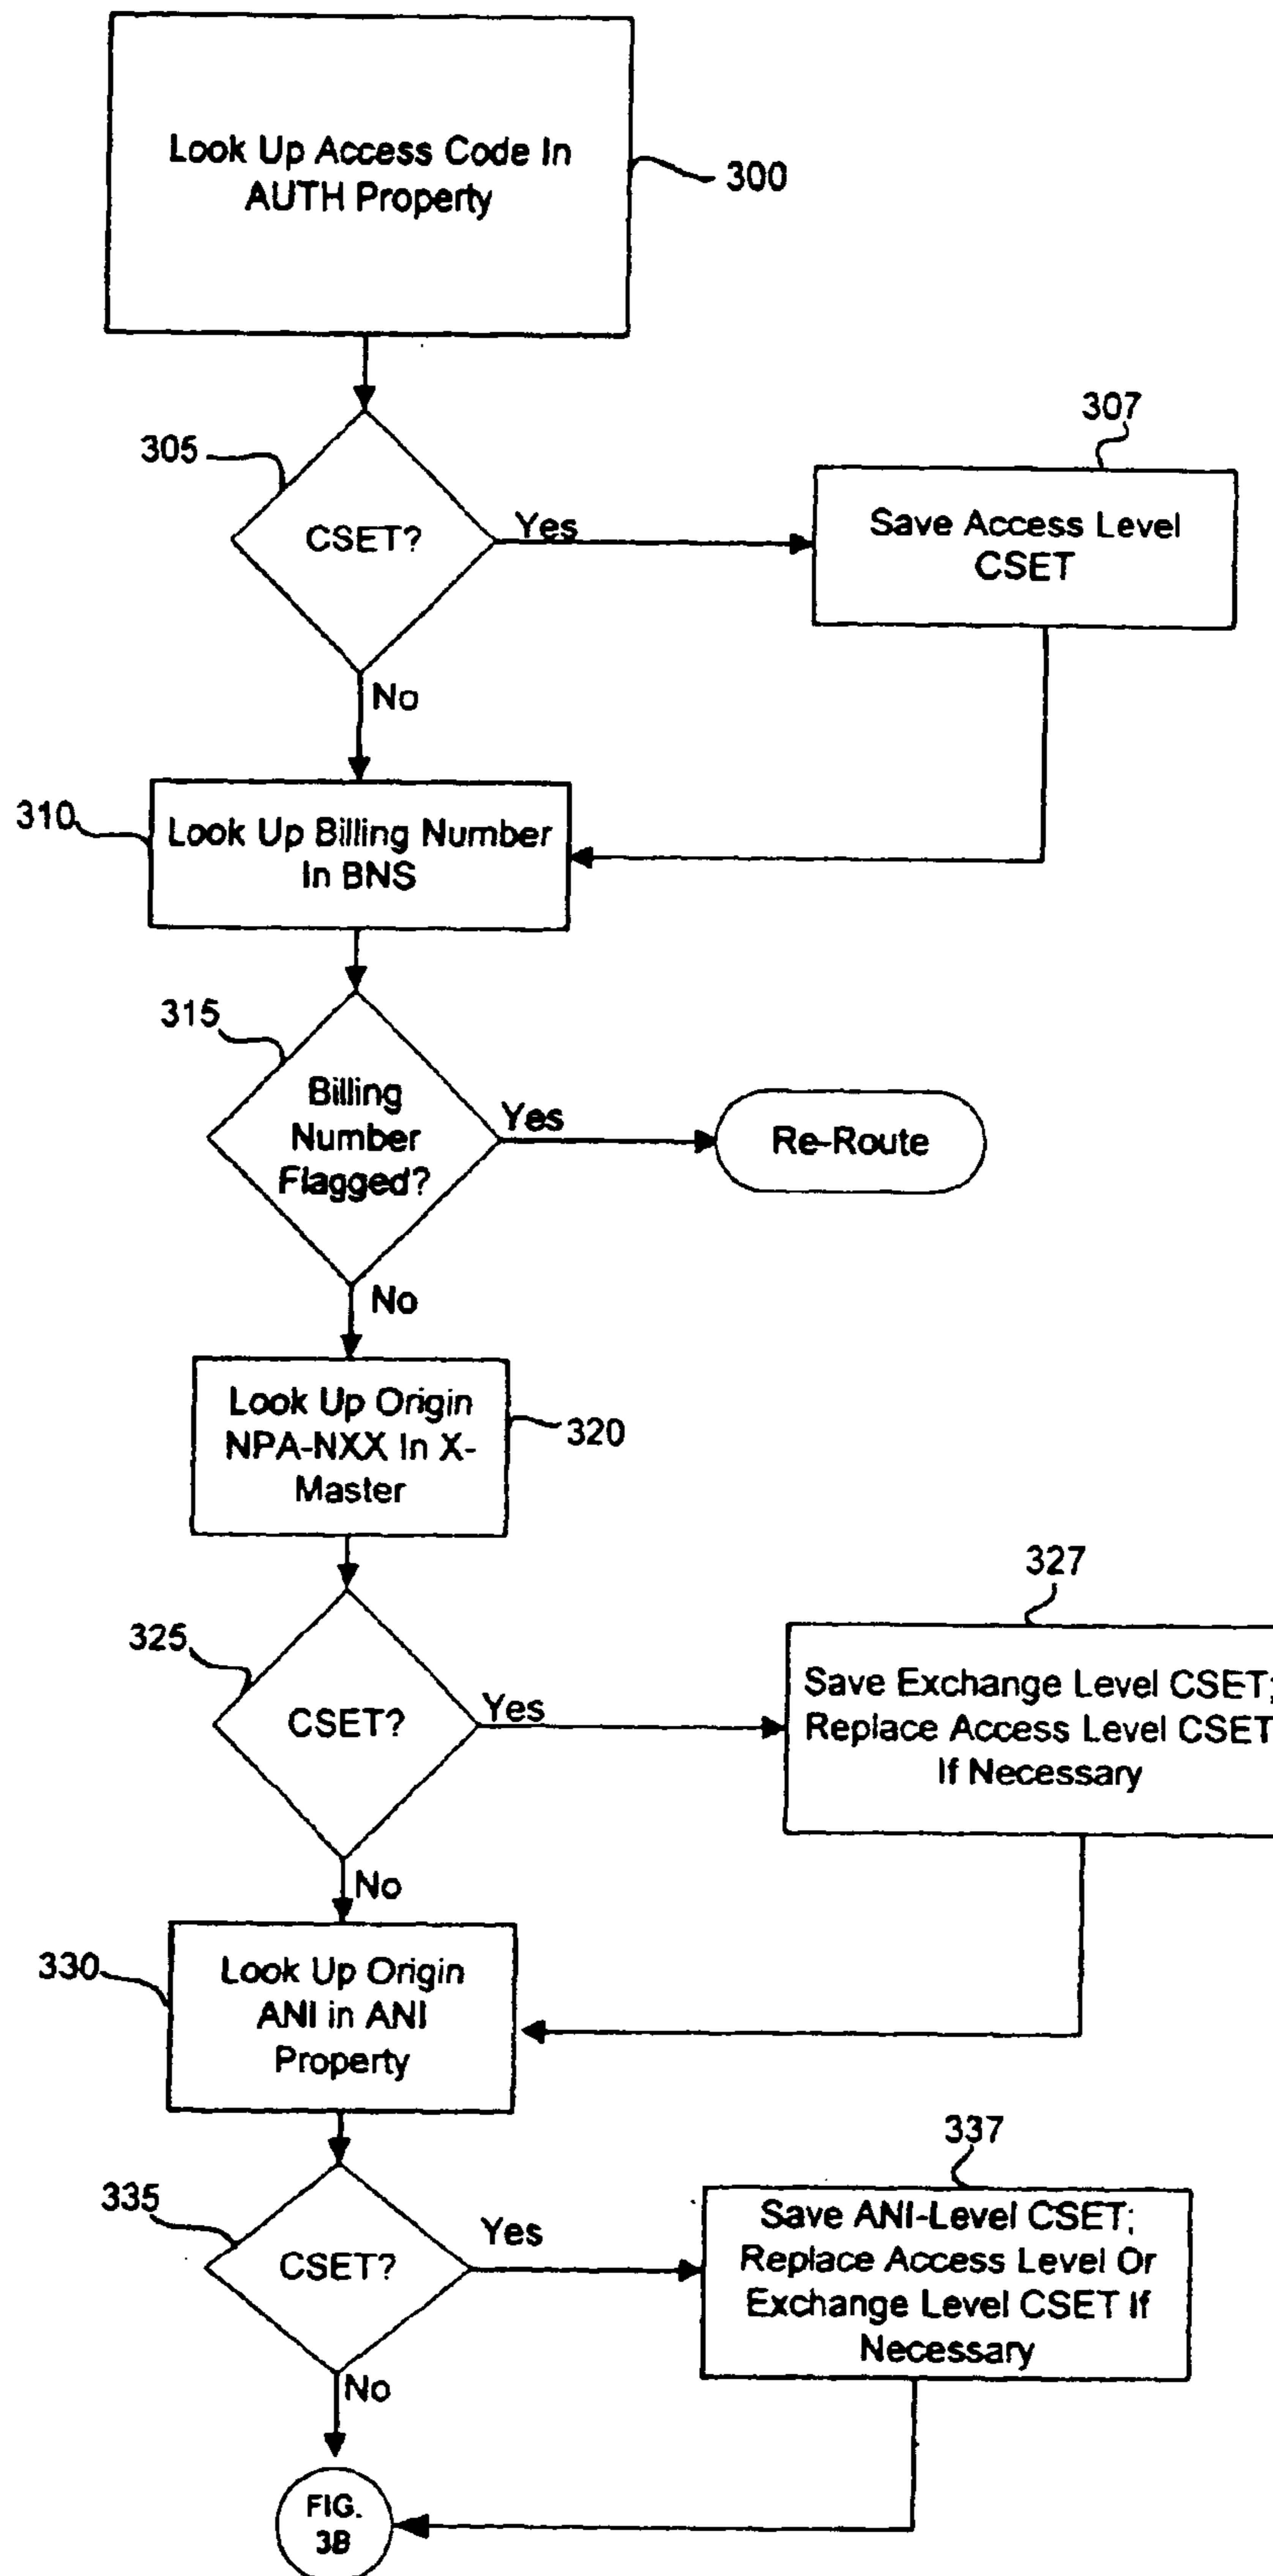 Look Up Access Code In
AUTH Property
300
305
CSET?
Yes
307
Save Access Level
CSET
No
310
Look Up Billing Number
In BNS
315
Billing
Number
Flagged?
Yes
Re-Route
No
Look Up Origin
NPA-NXX In X-
Master
320
325
CSET?
Yes
327
Save Exchange Level CSET;
Replace Access Level CSET
If Necessary
No
330
Look Up Origin
ANI in ANI
Property
335
CSET?
Yes
337
Save ANI-Level CSET;
Replace Access Level Or
Exchange Level CSET If
Necessary
No
FIG.
3B